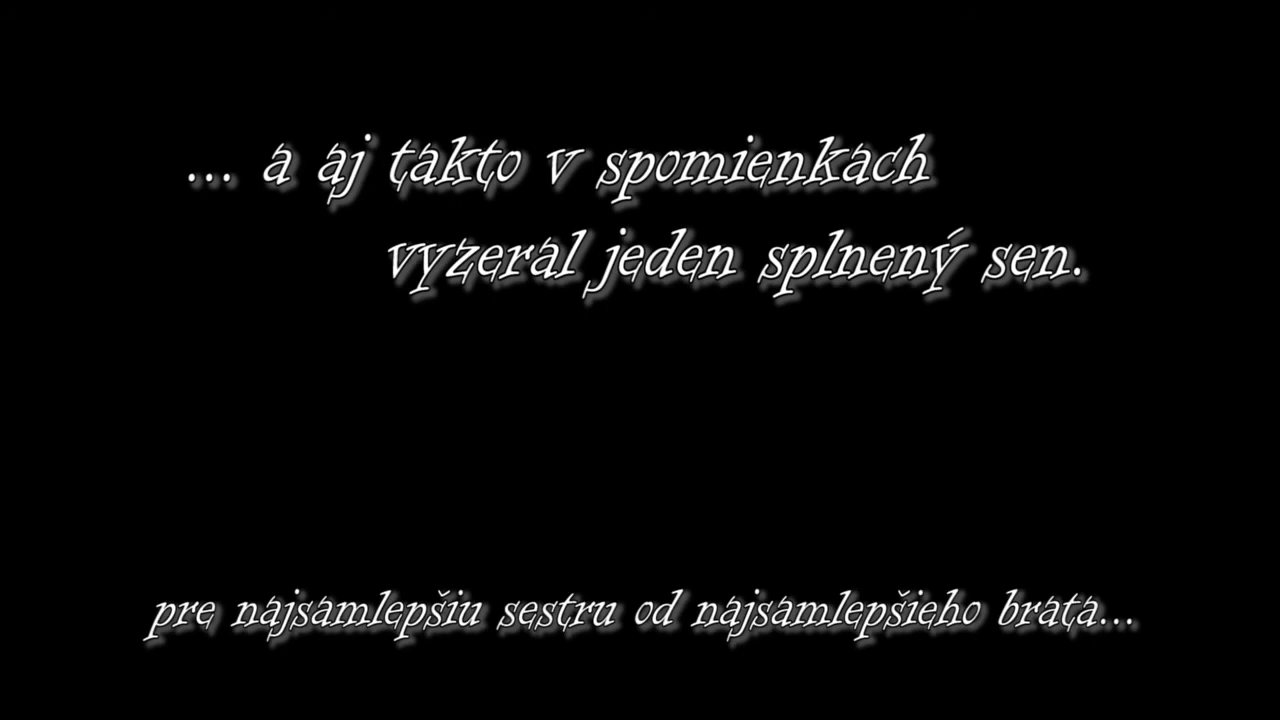 ... a aj takto v spomienkach
vyzeral jeden splnený sen.
pre najsamlepšiu sestru od najsamlepšieho brata...